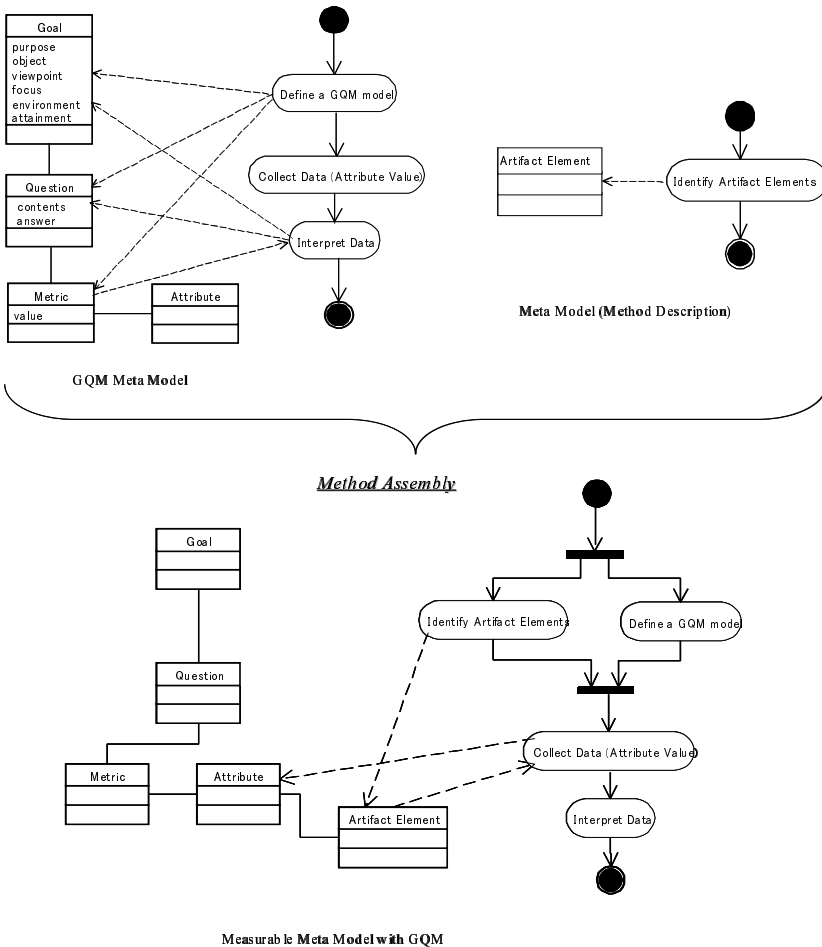 Goal
purpose
object
viewpoint
focus
environment
attainment
Question
contents
answer
Metric
value
Attribute
Define a GQM model
Collect Data (Attribute Value)
Interpret Data
GQM Meta Model
Artifact Element
Identify Artifact Elements
Meta Model (Method Description)
Method Assembly
Goal
Question
Metric
Attribute
Artifact Element
Identify Artifact Elements
Define a GQM model
Collect Data (Attribute Value)
Interpret Data
Measurable Meta Model with GQM